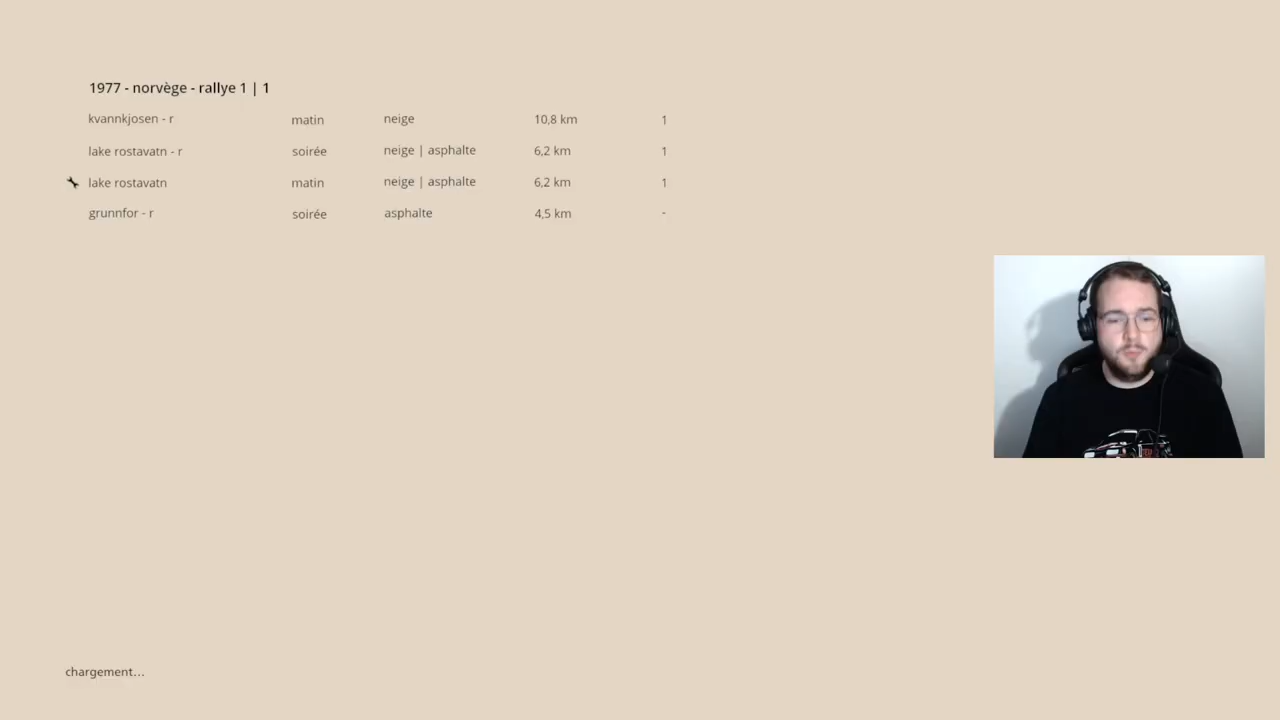 1977 - norvège - rallye 1 | 1
kvannkjosen - r matin neige 10,8 km 1
lake rostavatn - r soirée neige | asphalte 6,2 km 1
lake rostavatn matin neige | asphalte 6,2 km 1
grunnfor - r soirée asphalte 4,5 km -
chargement...